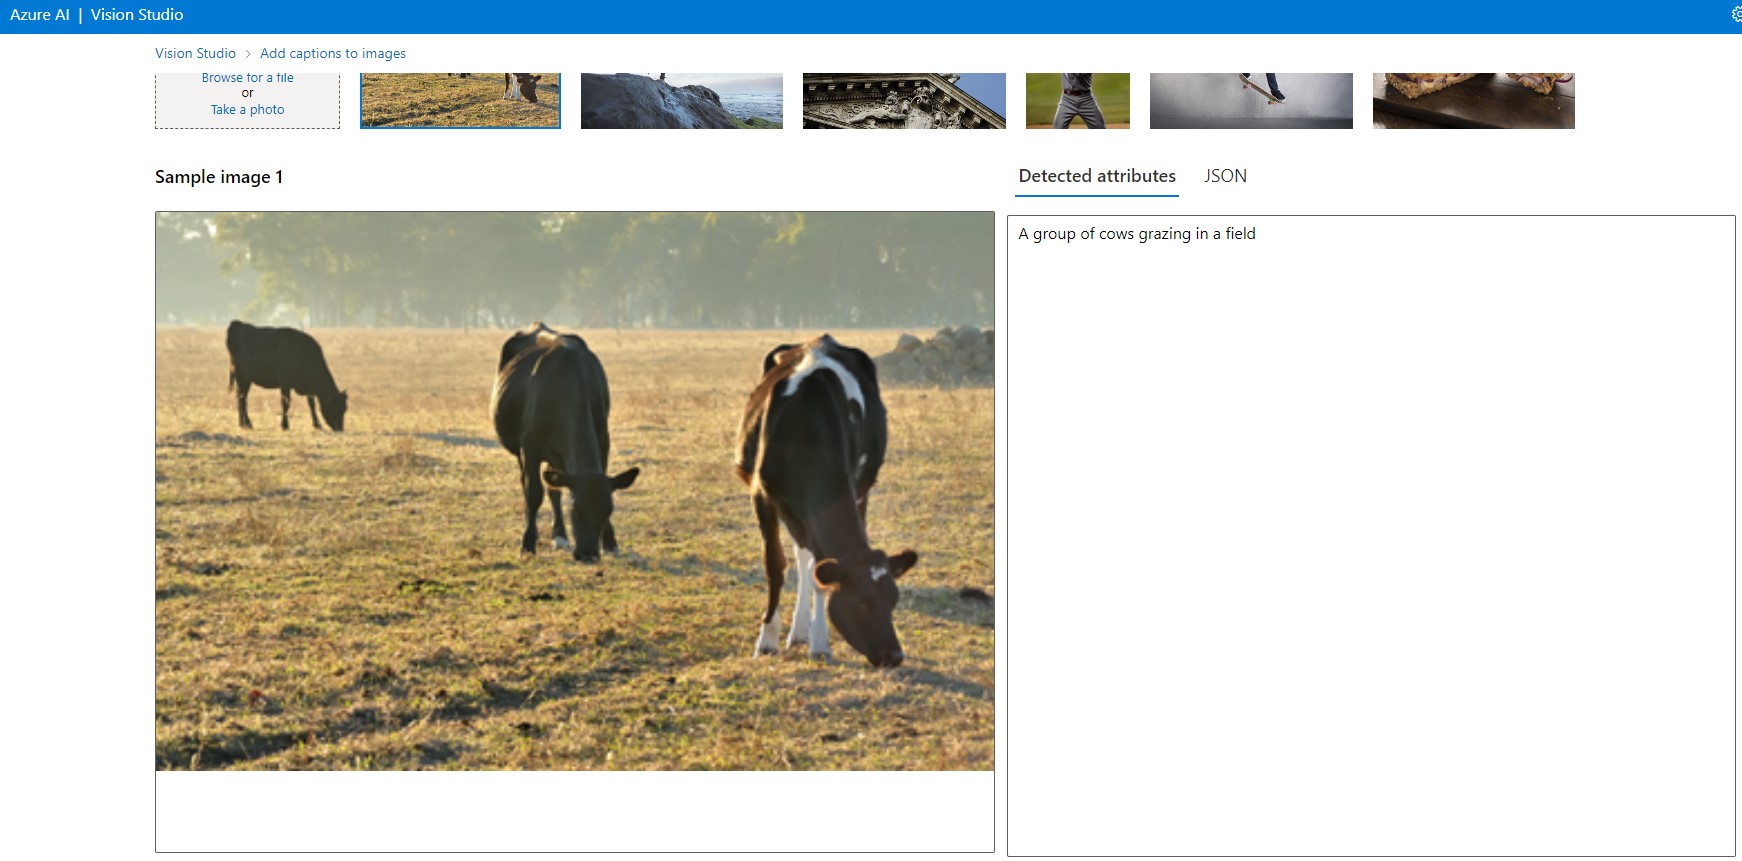 Azure AI | Vision Studio
Vision Studio > Add captions to images
Browse for a file
or
Take a photo
Sample image 1
Detected attributes JSON
A group of cows grazing in a field